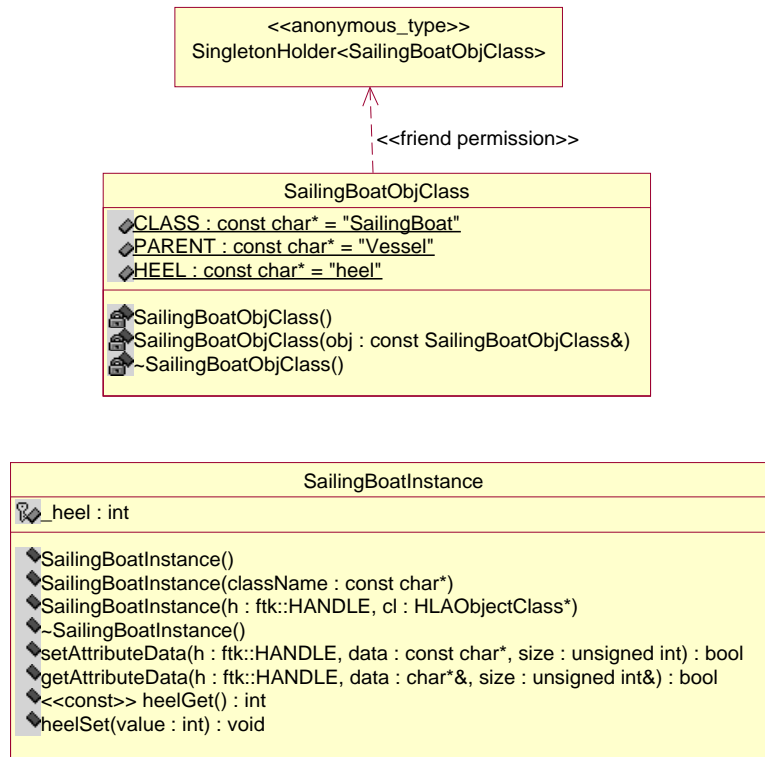 <<anonymous_type>>
SingletonHolder<SailingBoatObjClass>
<<friend permission>>
SailingBoatObjClass
CLASS : const char* = "SailingBoat"
PARENT : const char* = "Vessel"
HEEL : const char* = "heel"
SailingBoatObjClass()
SailingBoatObjClass(obj : const SailingBoatObjClass&)
~SailingBoatObjClass()
SailingBoatInstance
_heel : int
SailingBoatInstance()
SailingBoatInstance(className : const char*)
SailingBoatInstance(h : ftk::HANDLE, cl : HLAObjectClass*)
~SailingBoatInstance()
setAttributeData(h : ftk::HANDLE, data : const char*, size : unsigned int) : bool
getAttributeData(h : ftk::HANDLE, data : char*&, size : unsigned int&) : bool
<<const>> heelGet() : int
heelSet(value : int) : void